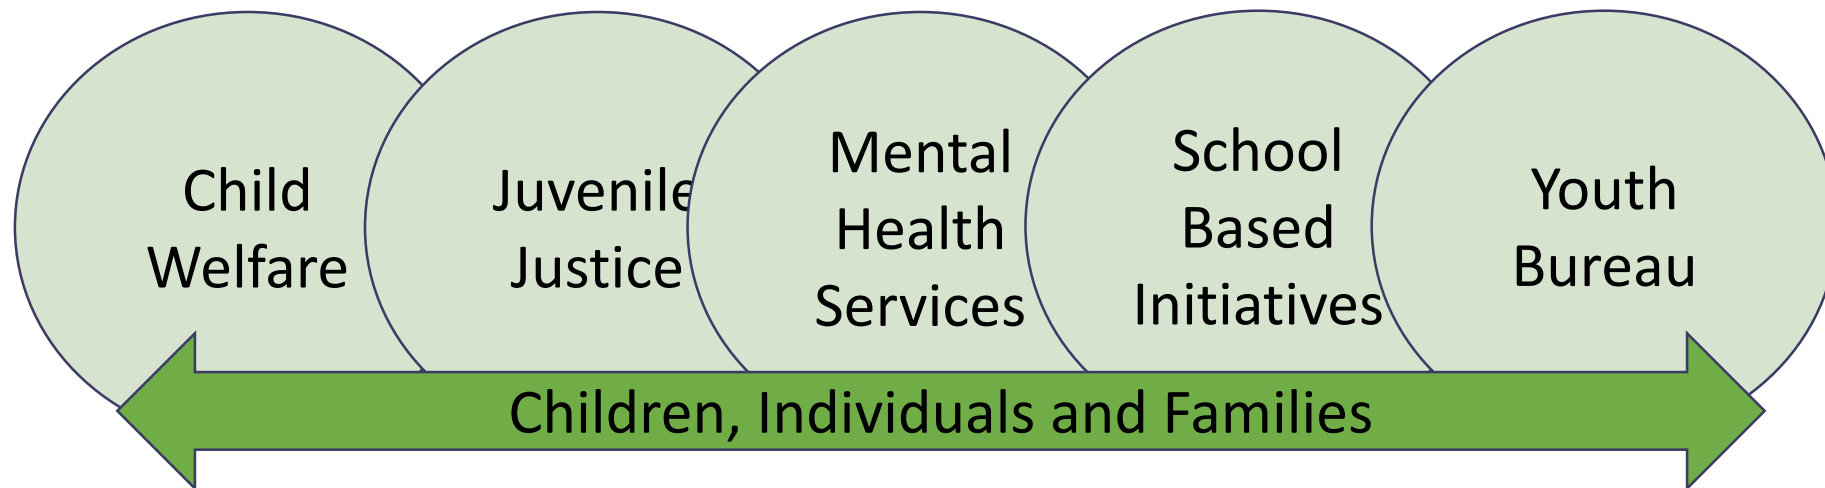 Child
Welfare
Juvenile
Justice
Mental
Health
Services
School
Based
Initiatives
Youth
Bureau
Children, Individuals and Families